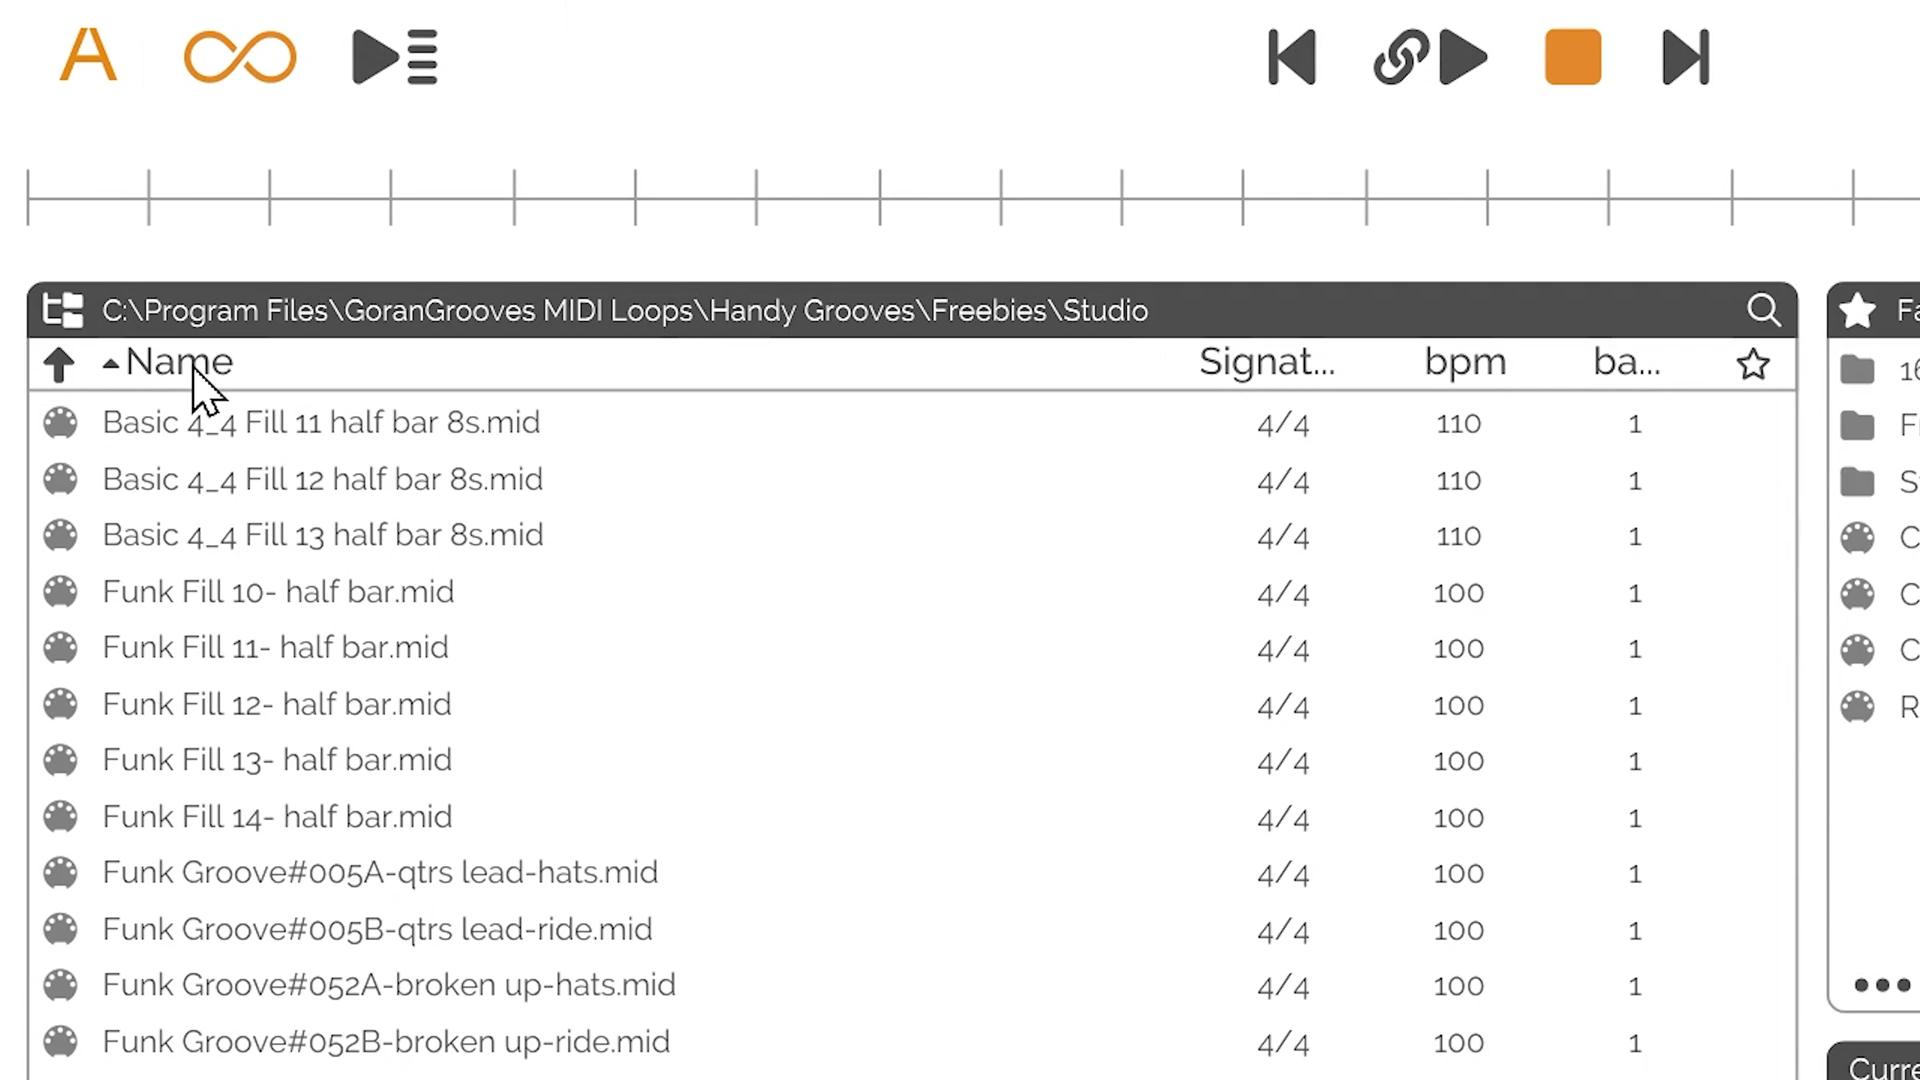 A
C:\Program Files\GoranGrooves MIDI Loops\Handy Grooves\Freebies\Studio
Name Signat... bpm ba...
Basic 4_4 Fill 11 half bar 8s.mid 4/4 110 1
Basic 4_4 Fill 12 half bar 8s.mid 4/4 110 1
Basic 4_4 Fill 13 half bar 8s.mid 4/4 110 1
Funk Fill 10- half bar.mid 4/4 100 1
Funk Fill 11- half bar.mid 4/4 100 1
Funk Fill 12- half bar.mid 4/4 100 1
Funk Fill 13- half bar.mid 4/4 100 1
Funk Fill 14- half bar.mid 4/4 100 1
Funk Groove#005A-qtrs lead-hats.mid 4/4 100 1
Funk Groove#005B-qtrs lead-ride.mid 4/4 100 1
Funk Groove#052A-broken up-hats.mid 4/4 100 1
Funk Groove#052B-broken up-ride.mid 4/4 100 1